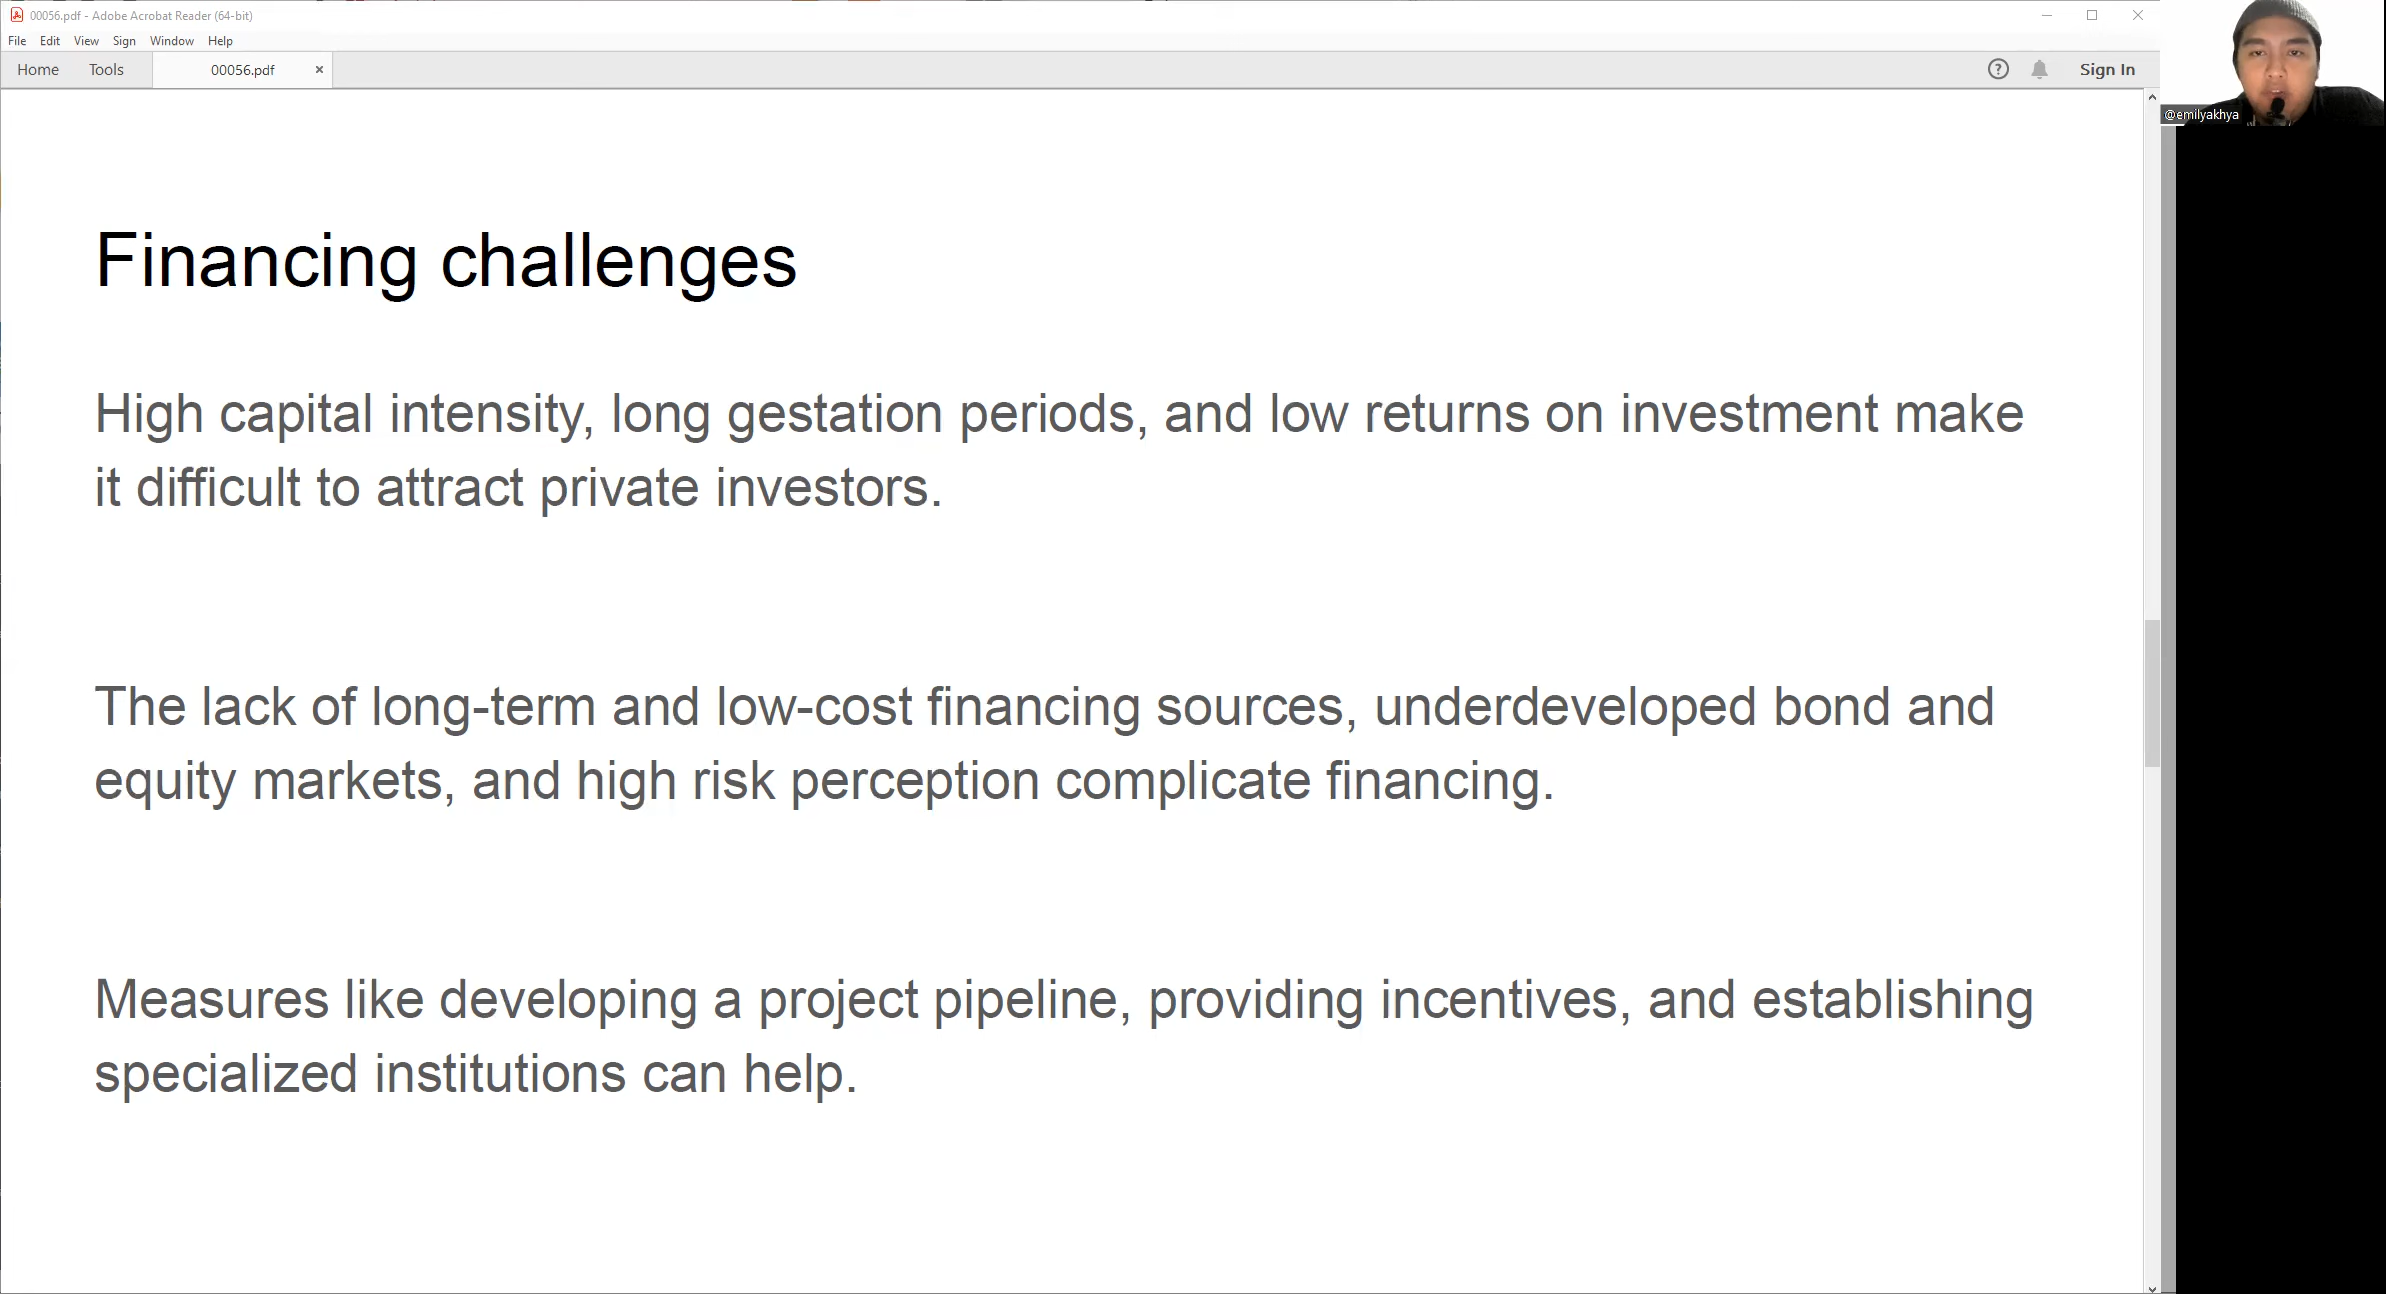 00056.pdf - Adobe Acrobat Reader (64-bit)
File Edit View Sign Window Help
Home Tools 00056.pdf × Sign In
@emilyakhya
Financing challenges
High capital intensity, long gestation periods, and low returns on investment make
it difficult to attract private investors.
The lack of long-term and low-cost financing sources, underdeveloped bond and
equity markets, and high risk perception complicate financing.
Measures like developing a project pipeline, providing incentives, and establishing
specialized institutions can help.